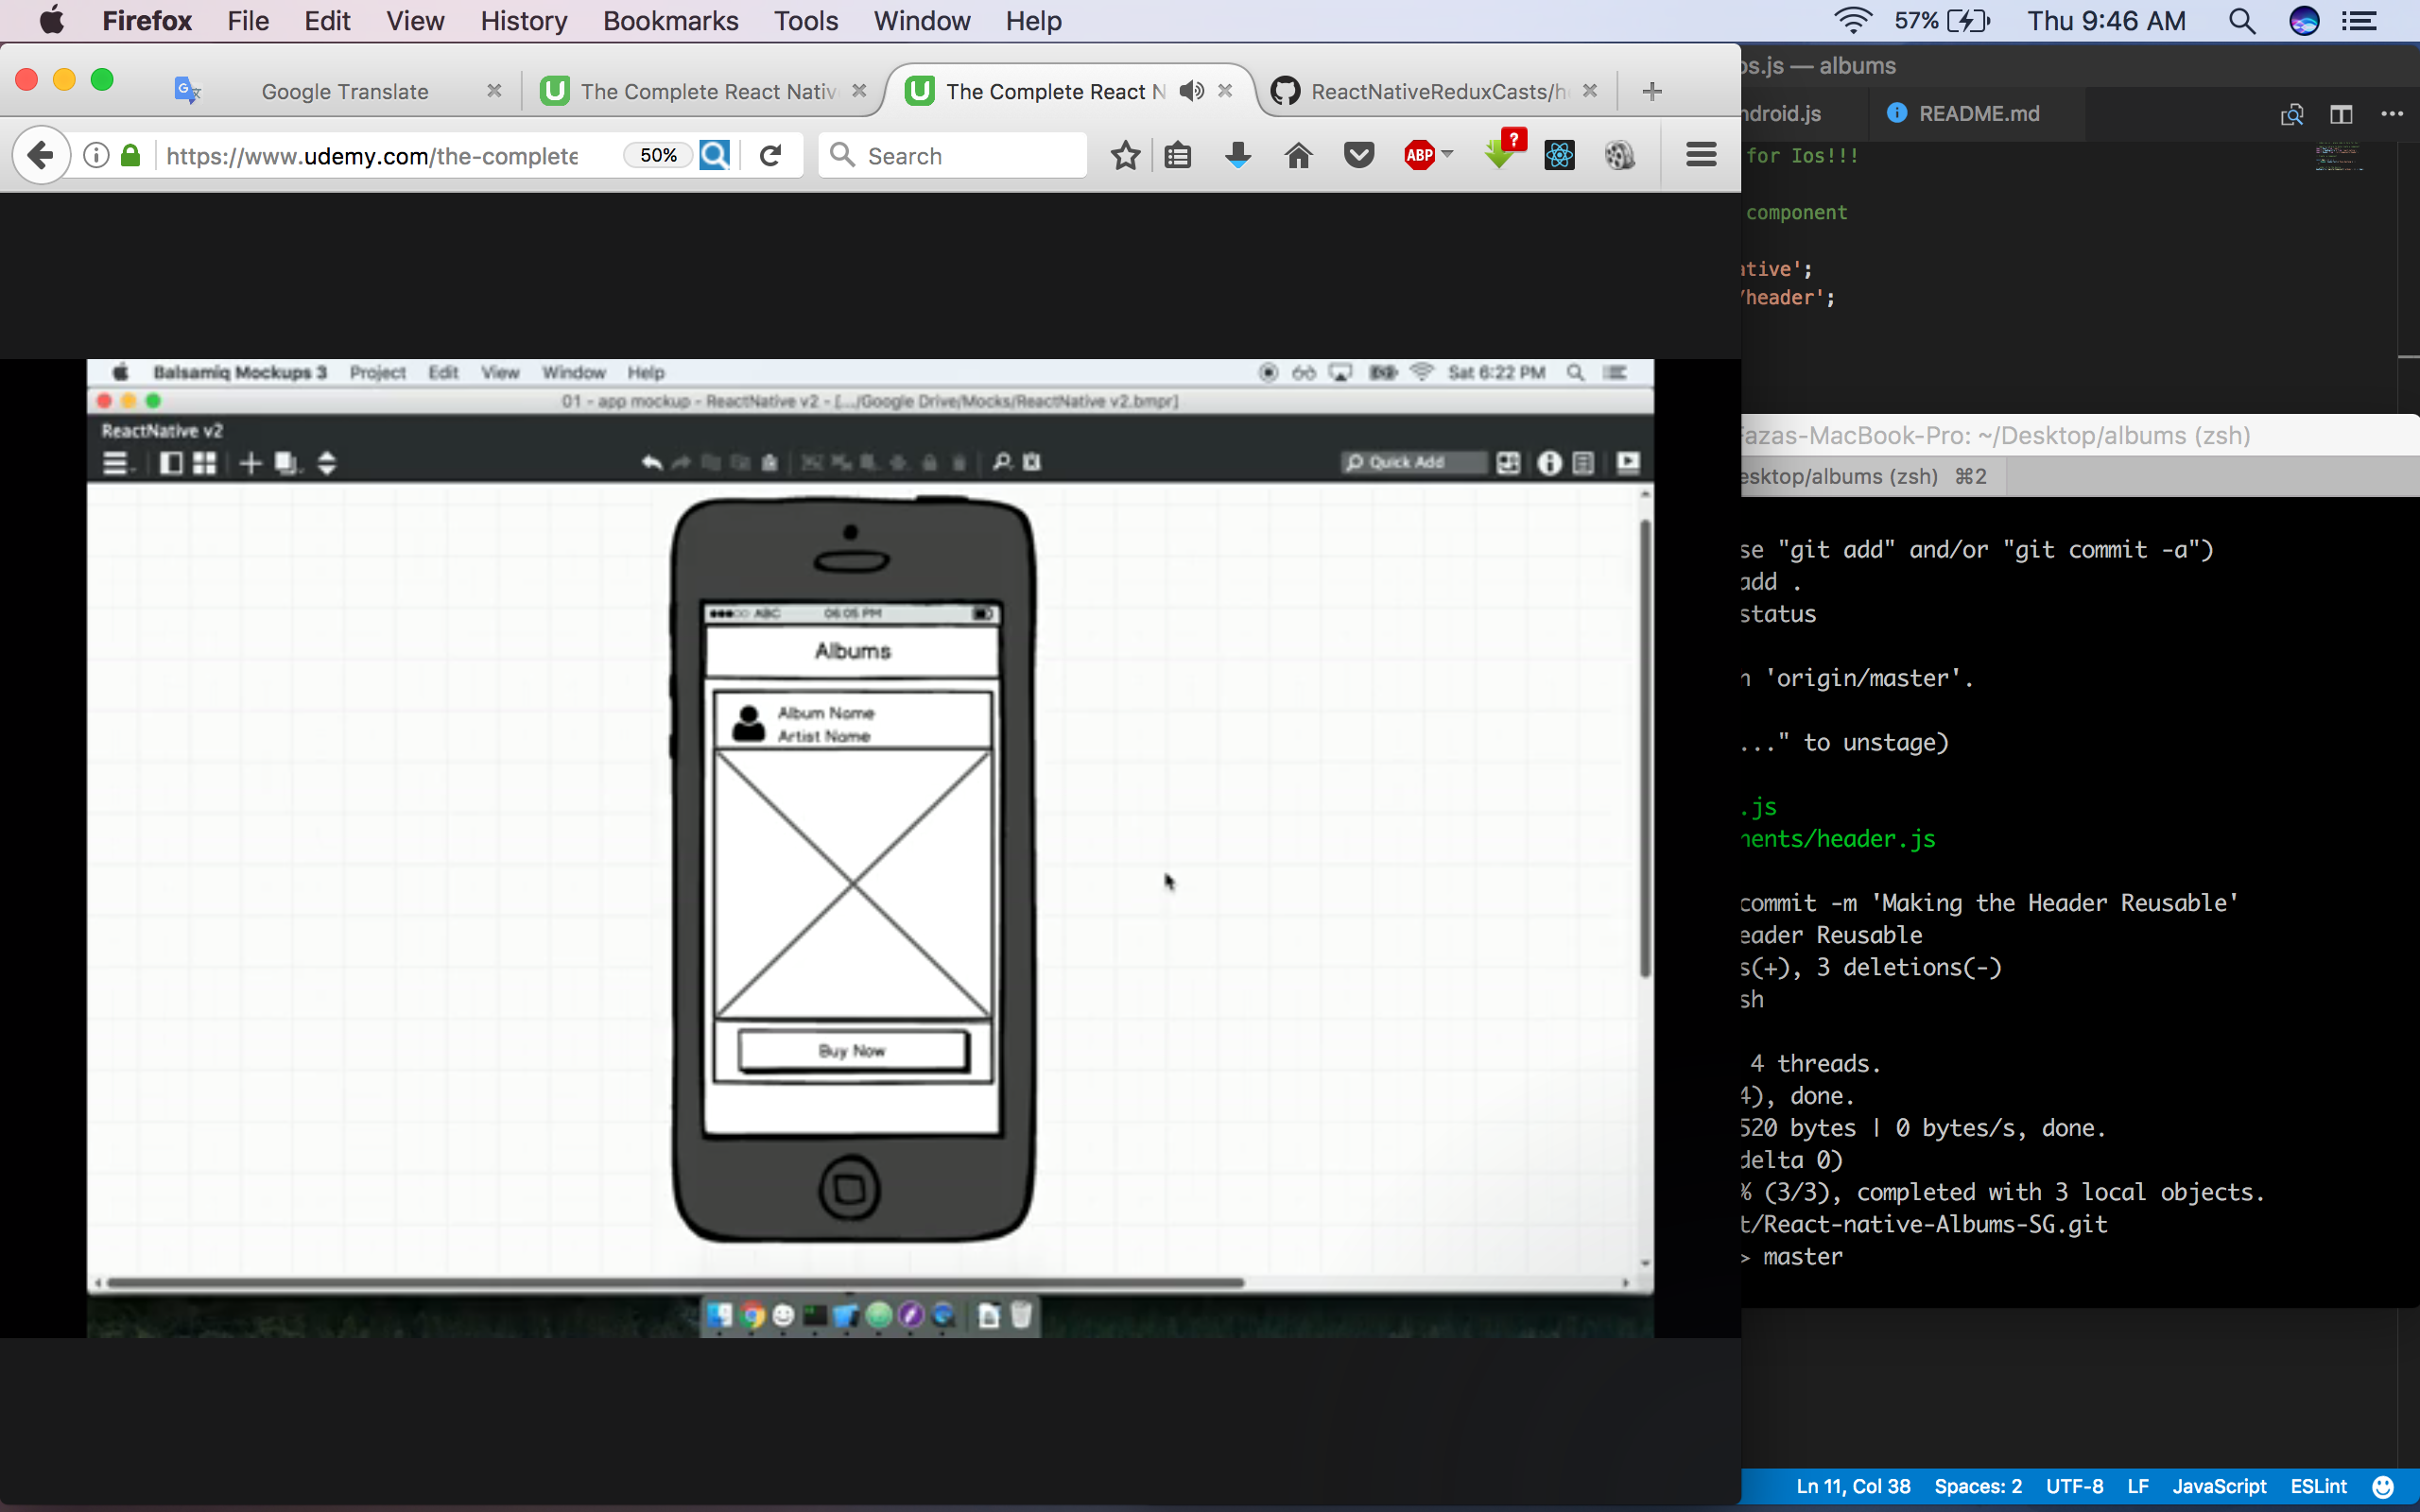 Firefox File Edit View History Bookmarks Tools Window Help 57% Thu 9:46 AM
Google Translate The Complete React Nativ The Complete React N ReactNativeReduxCasts/h
https://www.udemy.com/the-complete 50% Search ABP ?
os.js — albums
ndroid.js README.md
for Ios!!!
component
ative';
/header';
Balsamiq Mockups 3 Project Edit View Window Help Sat 6:22 PM
01 - app mockup - ReactNative v2 - [.../Google Drive/Mocks/ReactNative v2.bmpr]
ReactNative v2
Quick Add
ABC 06:05 PM
Albums
Album Name
Artist Name
Buy Now
Fazas-MacBook-Pro: ~/Desktop/albums (zsh)
esktop/albums (zsh) ⌘2
se "git add" and/or "git commit -a")
add .
status
n 'origin/master'.
..." to unstage)
.js
nents/header.js
commit -m 'Making the Header Reusable'
eader Reusable
s(+), 3 deletions(-)
sh
4 threads.
4), done.
520 bytes | 0 bytes/s, done.
delta 0)
% (3/3), completed with 3 local objects.
t/React-native-Albums-SG.git
> master
Ln 11, Col 38 Spaces: 2 UTF-8 LF JavaScript ESLint